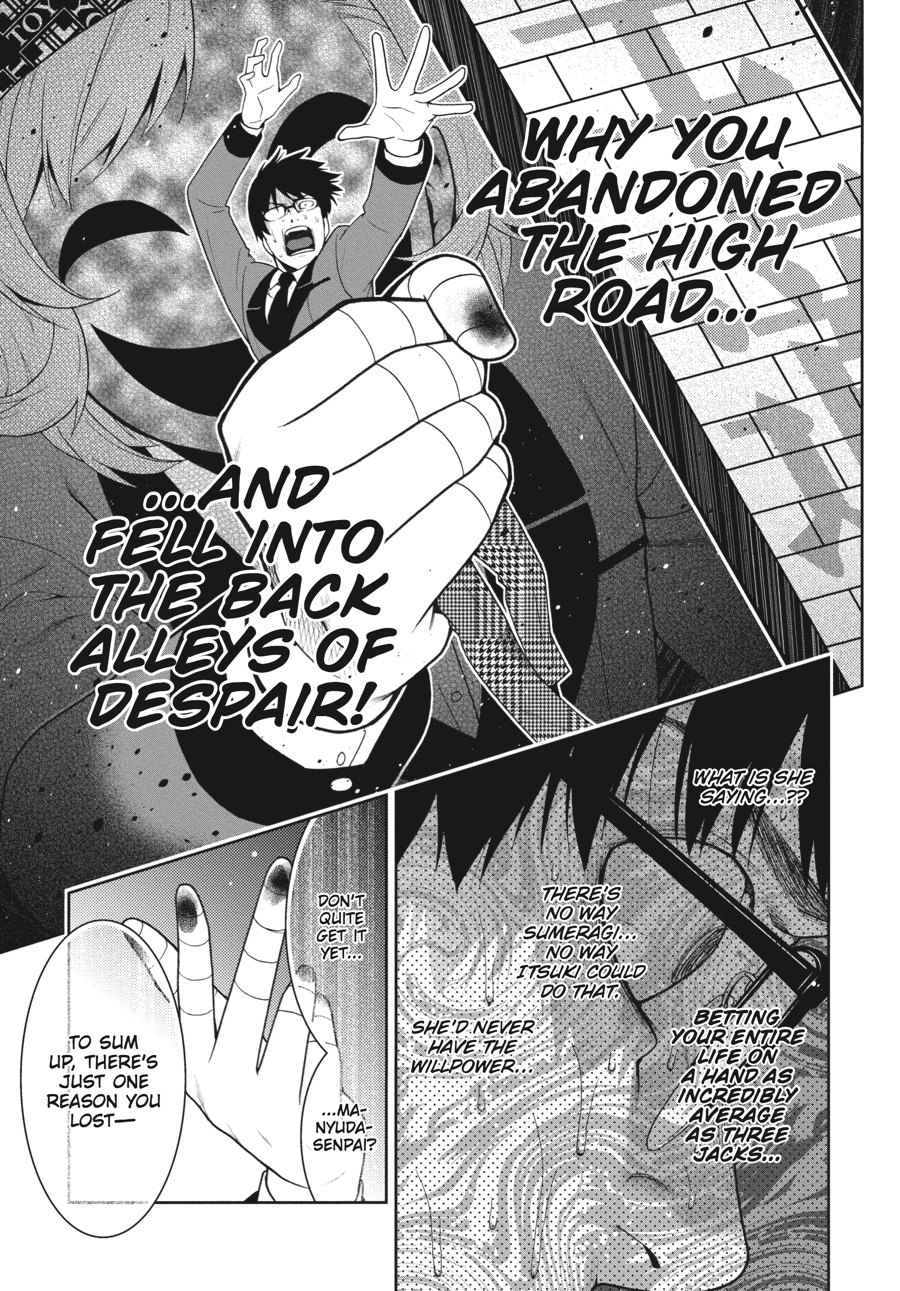 WHY YOU
ABANDONED
THE HIGH
ROAD...
...AND
FELL INTO
THE BACK
ALLEYS OF
DESPAIR!
WHAT IS SHE
SAYING...??
THERE'S
NO WAY
SUMERAGI...
NO WAY
ITSUKI COULD
DO THAT.
BETTING
YOUR ENTIRE
LIFE ON
A HAND AS
INCREDIBLY
AVERAGE
AS THREE
JACKS...
SHE'D NEVER
HAVE THE
WILLPOWER...
DON'T
QUITE
GET IT
YET...
...MA-
NYUDA-
SENPAI?
TO SUM
UP, THERE'S
JUST ONE
REASON YOU
LOST—